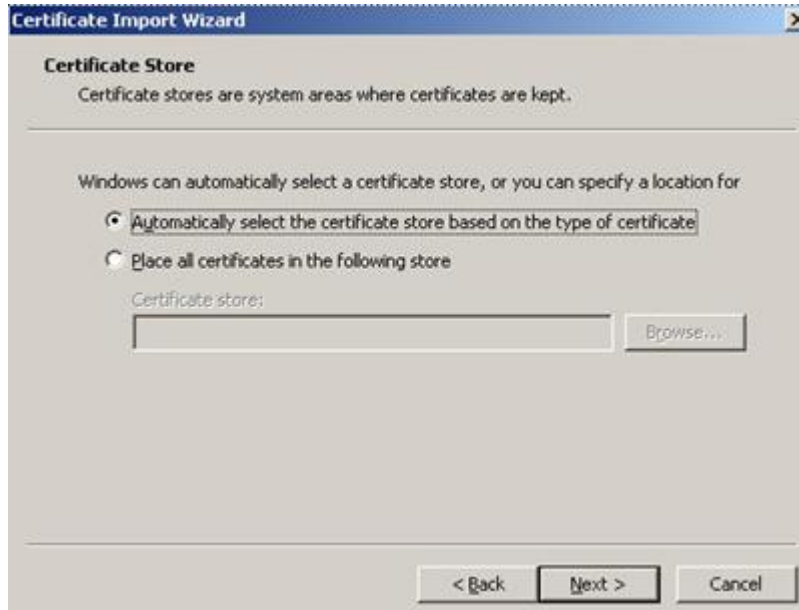 Certificate Import Wizard
Certificate Store
Certificate stores are system areas where certificates are kept.
Windows can automatically select a certificate store, or you can specify a location for
Automatically select the certificate store based on the type of certificate
Place all certificates in the following store
Certificate store:
Browse...
< Back
Next >
Cancel